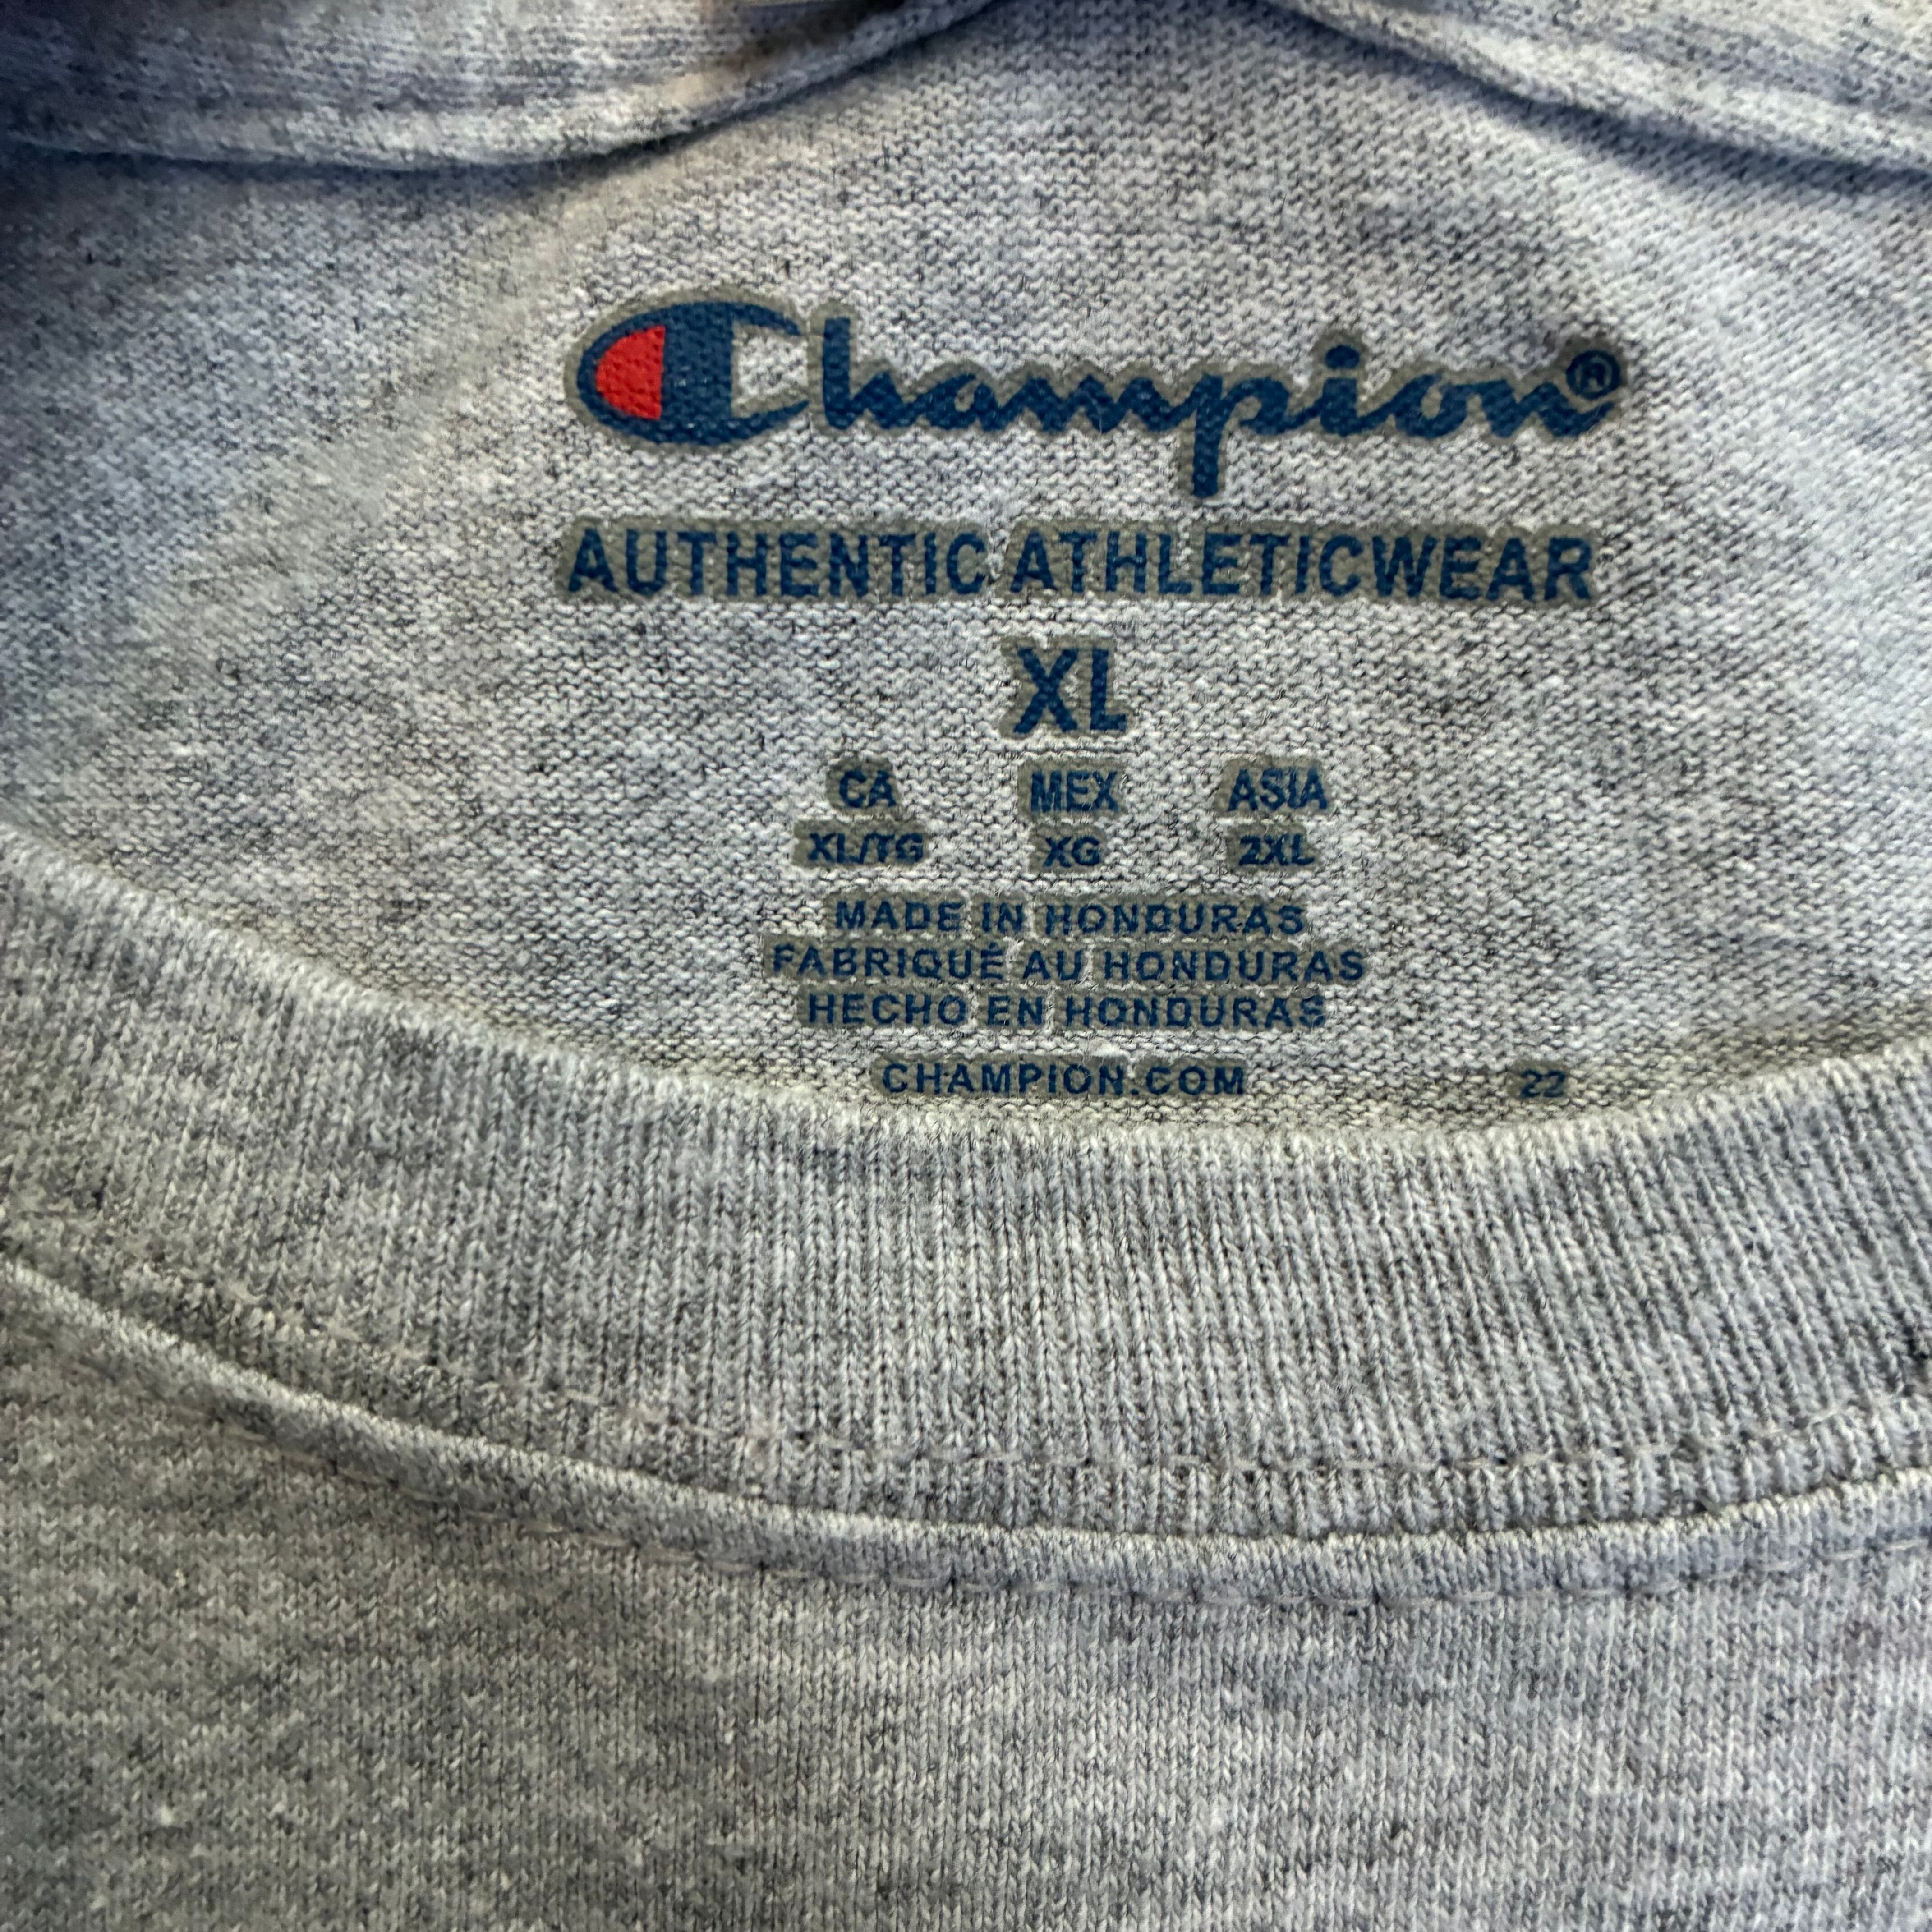 Champion®
AUTHENTIC ATHLETICWEAR
XL
CA MEX ASIA
XL/TG XG 2XL
MADE IN HONDURAS
FABRIQUÉ AU HONDURAS
HECHO EN HONDURAS
CHAMPION.COM 22